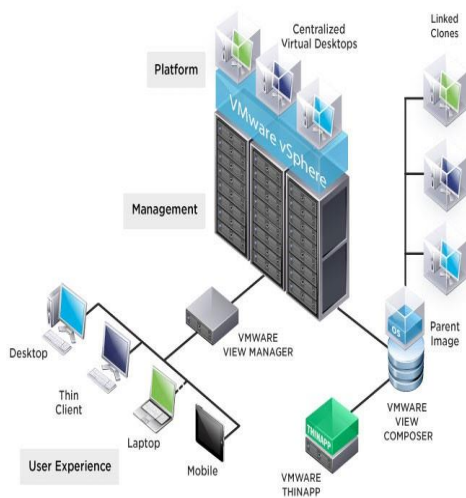 Centralized
Virtual Desktops
Linked
Clones
Platform
VMware vSphere
Management
OS
Parent
Image
VMWARE
VIEW MANAGER
Desktop
Thin
Client
Laptop
Mobile
User Experience
VMWARE
VIEW
COMPOSER
THINAPP
VMWARE
THINAPP